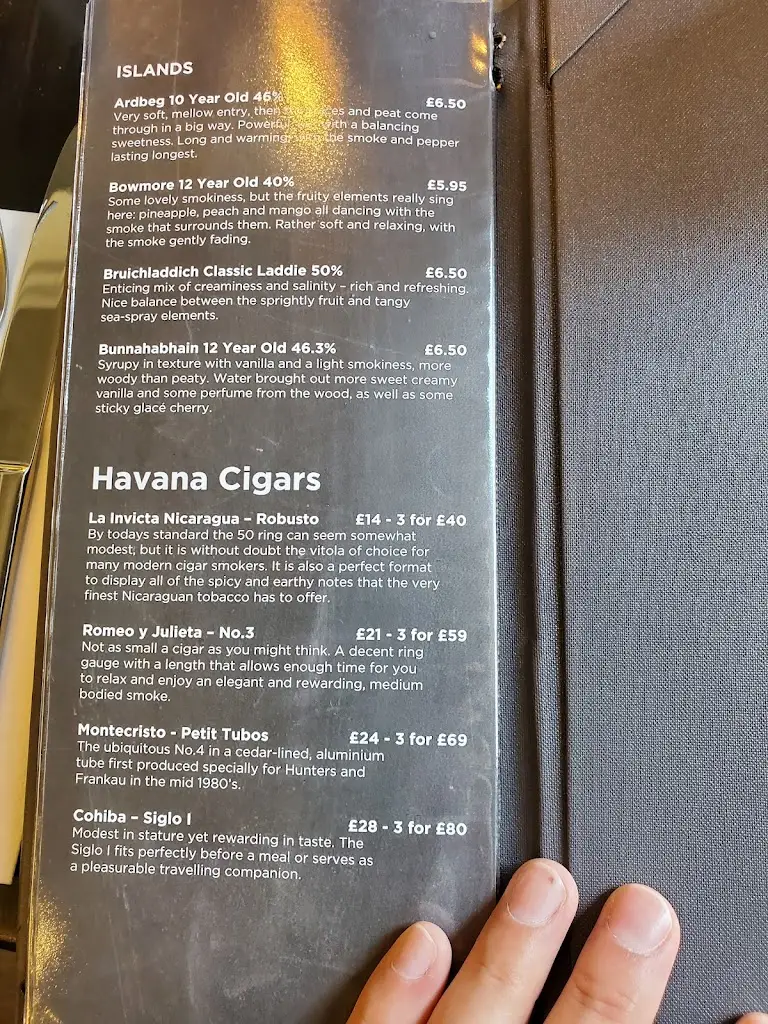 ISLANDS
Ardbeg 10 Year Old 46% £6.50
Very soft, mellow entry, then and peat come
through in a big way. Powerful with a balancing
sweetness. Long and warming, the smoke and pepper
lasting longest.
Bowmore 12 Year Old 40% £5.95
Some lovely smokiness, but the fruity elements really sing
here: pineapple, peach and mango all dancing with the
smoke that surrounds them. Rather soft and relaxing, with
the smoke gently fading.
Bruichladdich Classic Laddie 50% £6.50
Enticing mix of creaminess and salinity – rich and refreshing.
Nice balance between the sprightly fruit and tangy
sea-spray elements.
Bunnahabhain 12 Year Old 46.3% £6.50
Syrupy in texture with vanilla and a light smokiness, more
woody than peaty. Water brought out more sweet creamy
vanilla and some perfume from the wood, as well as some
sticky glacé cherry.
Havana Cigars
La Invicta Nicaragua – Robusto £14 - 3 for £40
By todays standard the 50 ring can seem somewhat
modest, but it is without doubt the vitola of choice for
many modern cigar smokers. It is also a perfect format
to display all of the spicy and earthy notes that the very
finest Nicaraguan tobacco has to offer.
Romeo y Julieta – No.3 £21 - 3 for £59
Not as small a cigar as you might think. A decent ring
gauge with a length that allows enough time for you
to relax and enjoy an elegant and rewarding, medium
bodied smoke.
Montecristo - Petit Tubos £24 - 3 for £69
The ubiquitous No.4 in a cedar-lined, aluminium
tube first produced specially for Hunters and
Frankau in the mid 1980's.
Cohiba – Siglo I £28 - 3 for £80
Modest in stature yet rewarding in taste. The
Siglo I fits perfectly before a meal or serves as
a pleasurable travelling companion.